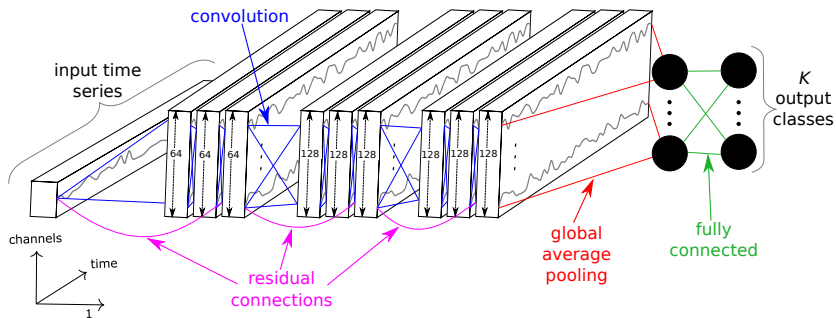 convolution
input time
series
64
64
64
128
128
128
128
128
128
K
output
classes
channels
time
1
residual
connections
global
average
pooling
fully
connected